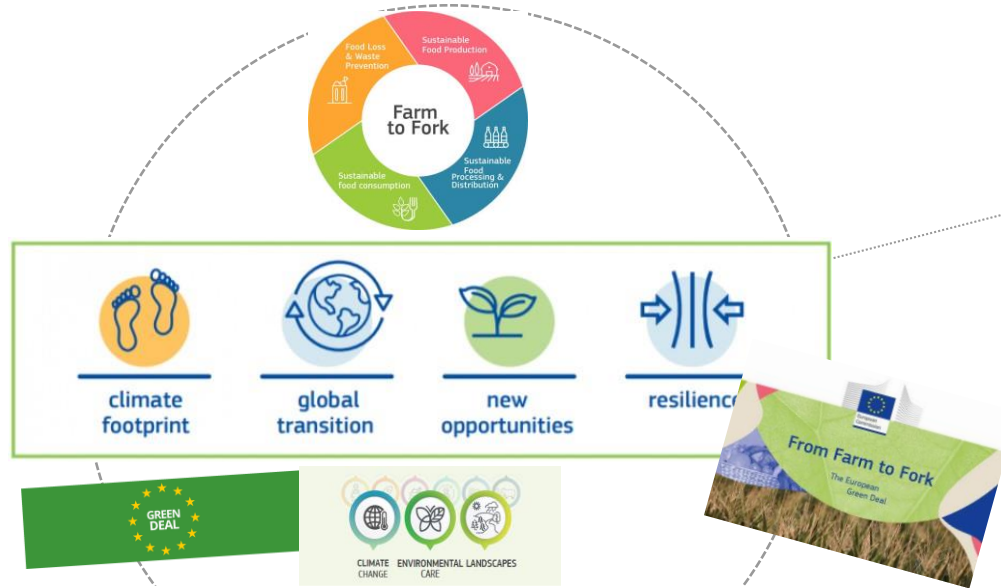 Food Loss
& Waste
Prevention
Sustainable
Food Production
Farm
to Fork
Sustainable
food consumption
Sustainable
Food
Processing &
Distribution
climate
footprint
global
transition
new
opportunities
resilience
European
Commission
From Farm to Fork
The European
Green Deal
GREEN
DEAL
CLIMATE
CHANGE
ENVIRONMENTAL
CARE
LANDSCAPES